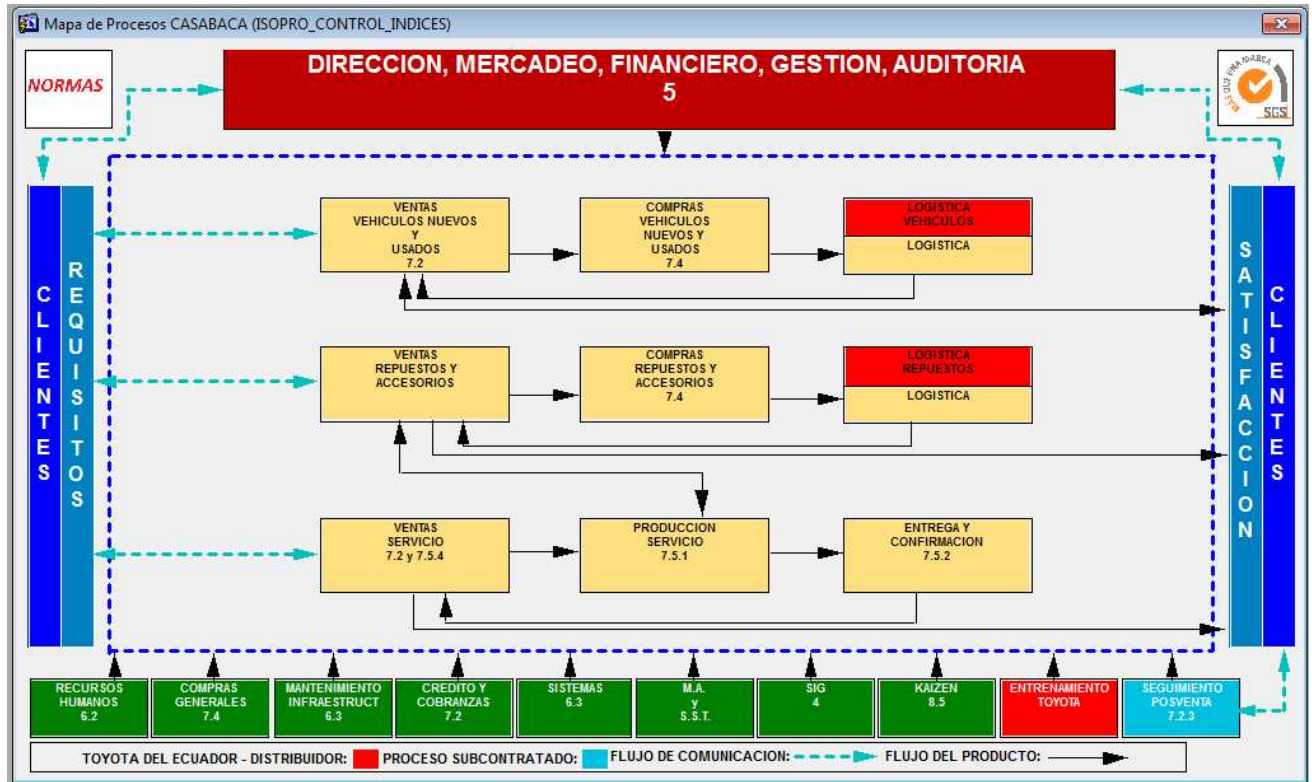 Mapa de Procesos CASABACA (ISOPRO_CONTROL_INDICES)
NORMAS
DIRECCION, MERCADEO, FINANCIERO, GESTION, AUDITORIA
5
SGS
CLIENTES
REQUISITOS
VENTAS
VEHICULOS NUEVOS
Y
USADOS
7.2
COMPRAS
VEHICULOS
NUEVOS Y
USADOS
7.4
LOGISTICA
VEHICULOS
LOGISTICA
VENTAS
REPUESTOS Y
ACCESORIOS
COMPRAS
REPUESTOS Y
ACCESORIOS
7.4
LOGISTICA
REPUESTOS
LOGISTICA
VENTAS
SERVICIO
7.2 y 7.5.4
PRODUCCION
SERVICIO
7.5.1
ENTREGA Y
CONFIRMACION
7.5.2
SATISFACCION
CLIENTES
RECURSOS
HUMANOS
6.2
COMPRAS
GENERALES
7.4
MANTENIMIENTO
INFRAESTRUCT
6.3
CREDITO Y
COBRANZAS
7.2
SISTEMAS
6.3
M.A.
y
S.S.T.
SIG
4
KAIZEN
8.5
ENTRENAMIENTO
TOYOTA
SEGUIMIENTO
POSVENTA
7.2.3
TOYOTA DEL ECUADOR - DISTRIBUIDOR: PROCESO SUBCONTRATADO: FLUJO DE COMUNICACION: FLUJO DEL PRODUCTO: